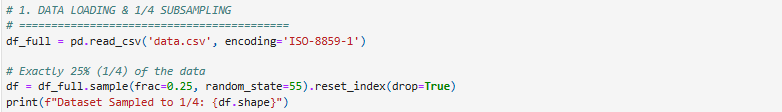 # 1. DATA LOADING & 1/4 SUBSAMPLING
# ==========================================
df_full = pd.read_csv('data.csv', encoding='ISO-8859-1')
# Exactly 25% (1/4) of the data
df = df_full.sample(frac=0.25, random_state=55).reset_index(drop=True)
print(f"Dataset Sampled to 1/4: {df.shape}")